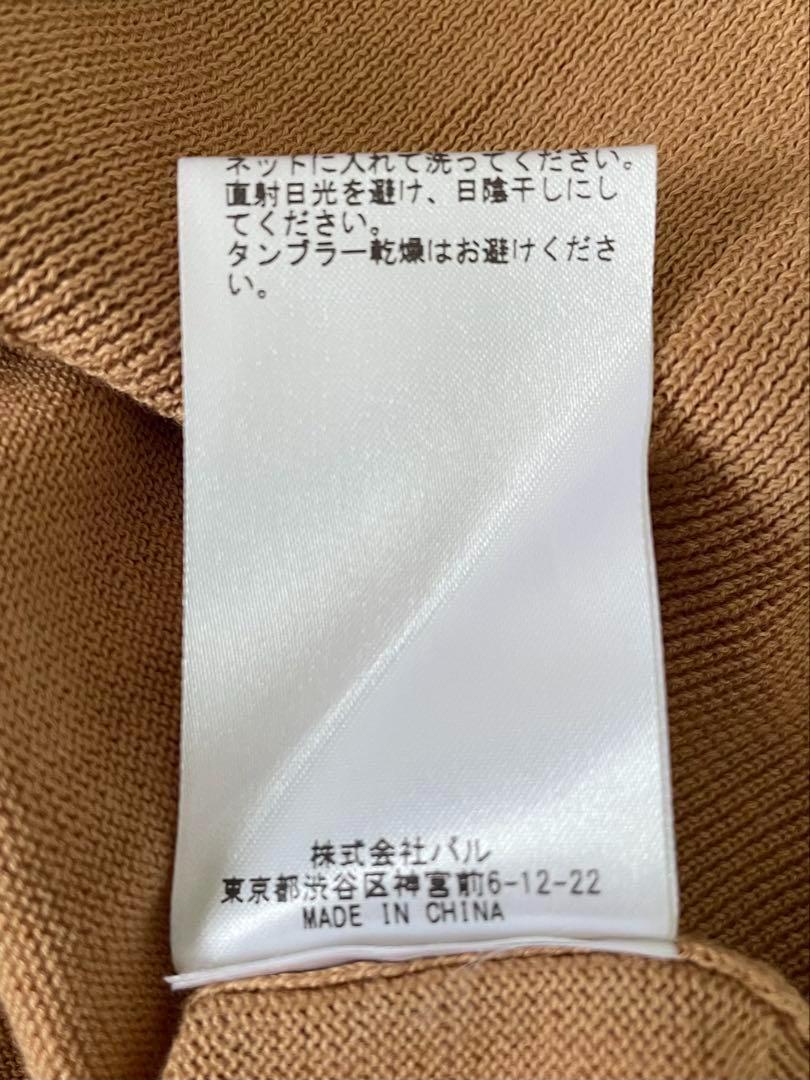 ネットに入れて洗ってください。
直射日光を避け、日陰干しにし
てください。
タンブラー乾燥はお避けくださ
い。
株式会社パル
東京都渋谷区神宮前6-12-22
MADE IN CHINA